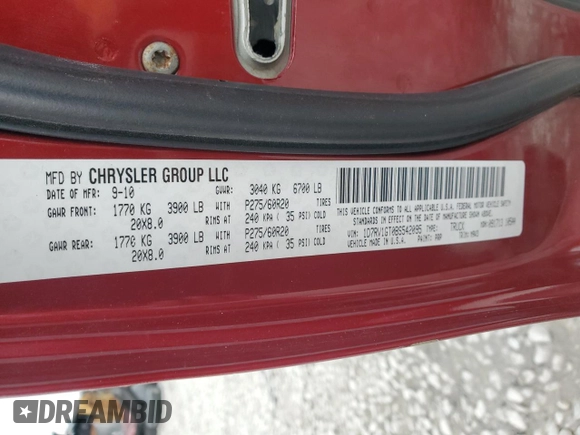 MFD BY CHRYSLER GROUP LLC
DATE OF MFR 9-10 GVWR: 3040 KG 6700 LB
GAWR FRONT: 1770 KG 3900 LB WITH P275/60R20 TIRES
20X8.0 RIMS AT 240 KPA ( 35 PSI) COLD
GAWR REAR: 1770 KG 3900 LB WITH P275/60R20 TIRES
20X8.0 RIMS AT 240 KPA ( 35 PSI) COLD
THIS VEHICLE CONFORMS TO ALL APPLICABLE U.S.A. FEDERAL MOTOR VEHICLE SAFETY
STANDARDS IN EFFECT ON THE DATE OF MANUFACTURE SHOWN ABOVE.
VIN: 1D7RV1GT0BS542095 TYPE: TRUCK
MADE IN U.S.A. PAINT: TRIM:
DREAMBID